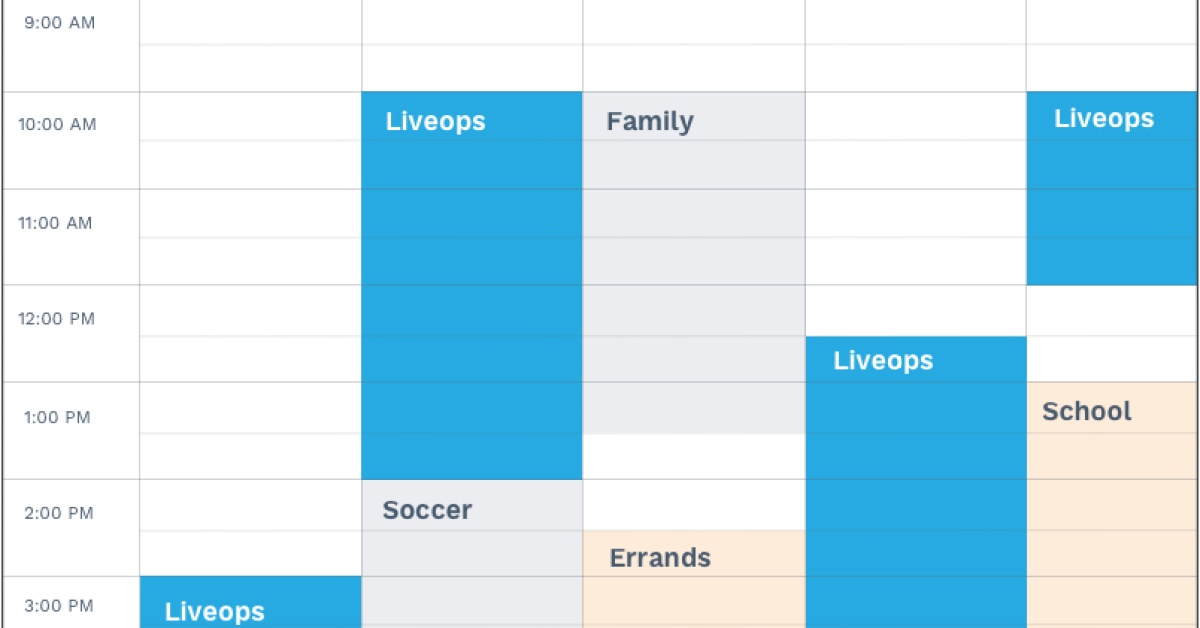 9:00 AM
10:00 AM
Liveops
Family
Liveops
11:00 AM
12:00 PM
Liveops
1:00 PM
School
2:00 PM
Soccer
Errands
3:00 PM
Liveops